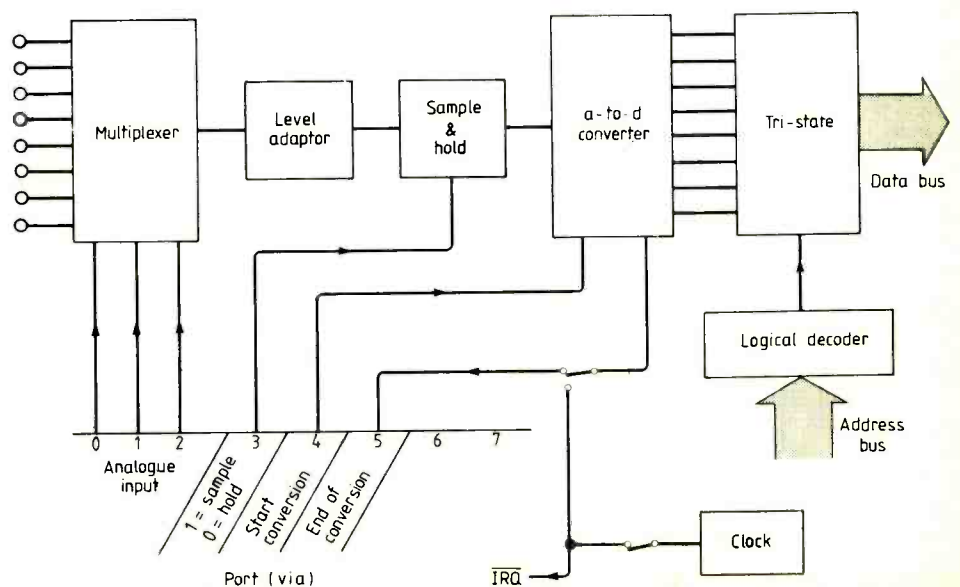 Multiplexer
Level
adaptor
Sample
&
hold
a-to-d
converter
Tri-state
Data bus
Logical decoder
Address
bus
0 1 2 3 4 5 6 7
Analogue
input
1 = sample
0 = hold
Start
conversion
End of
conversion
Port (via)
IRQ
Clock